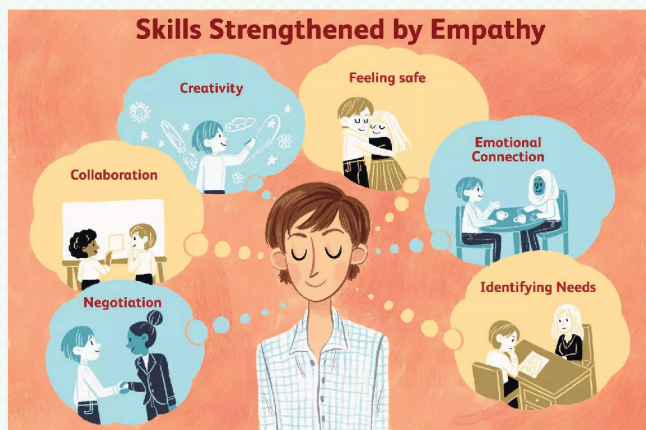 Skills Strengthened by Empathy
Creativity
Feeling safe
Emotional
Connection
Collaboration
Negotiation
Identifying Needs